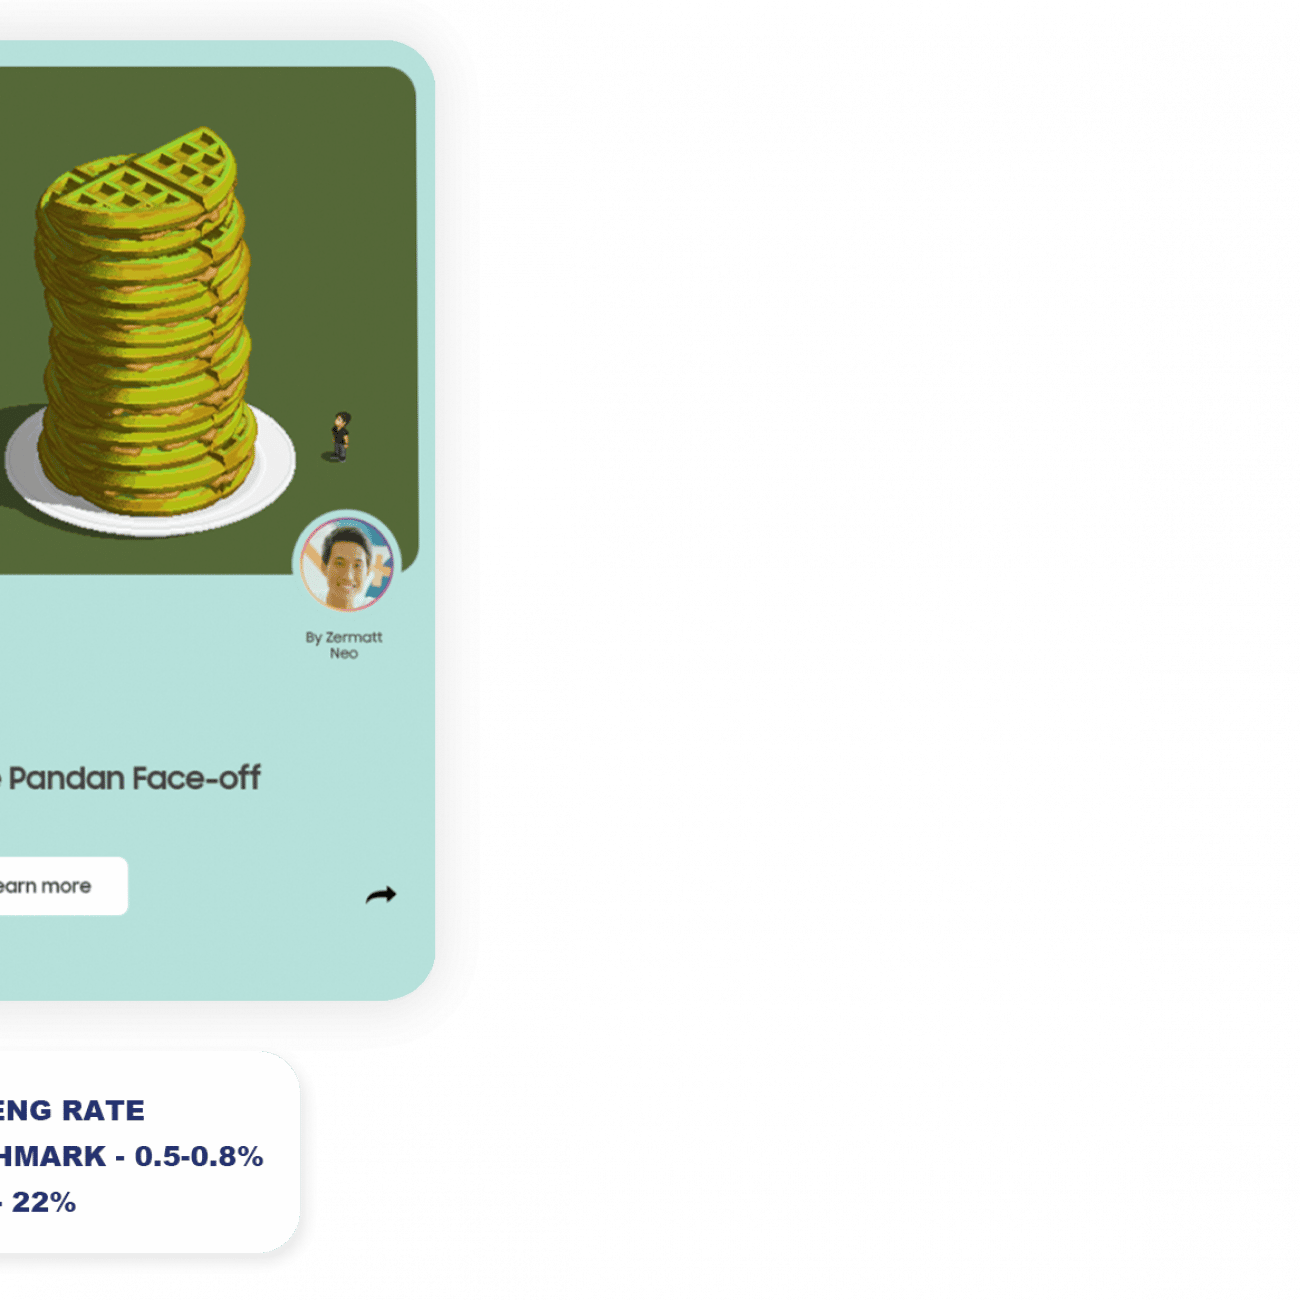 By Zermatt
Neo
Pandan Face-off
earn more
ENG RATE
HMARK - 0.5-0.8%
- 22%